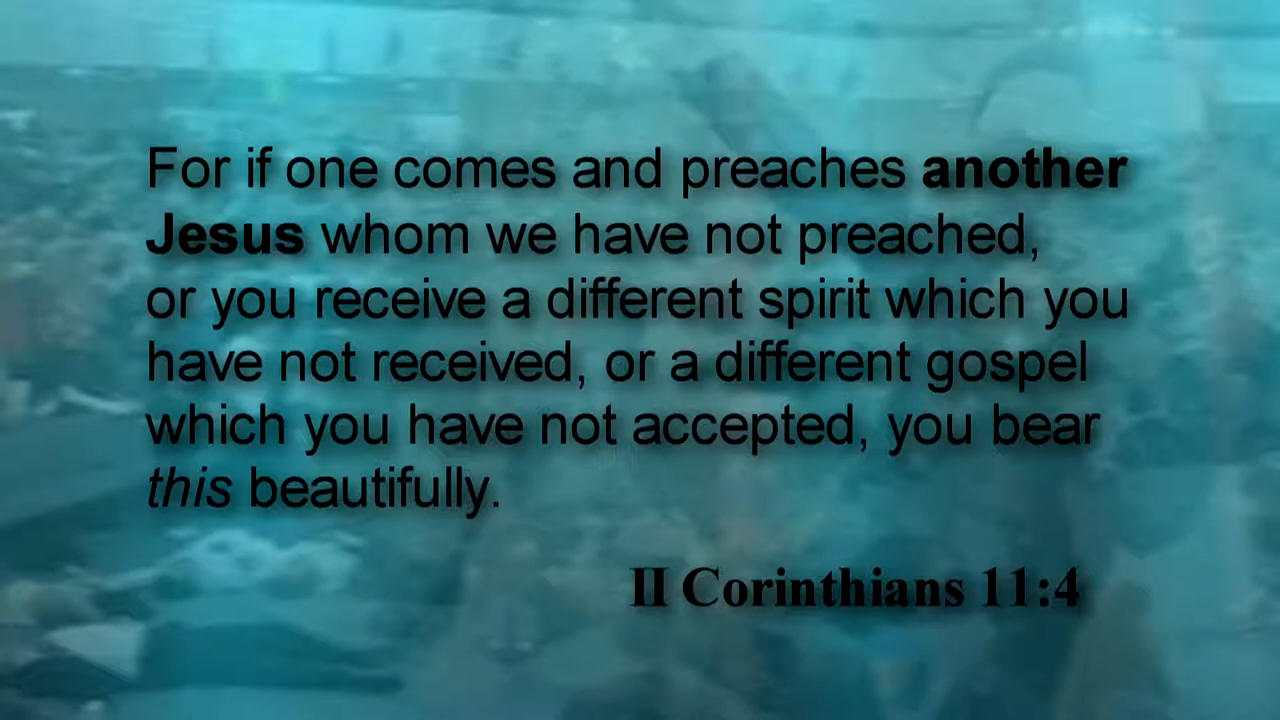 For if one comes and preaches another
Jesus whom we have not preached,
or you receive a different spirit which you
have not received, or a different gospel
which you have not accepted, you bear
this beautifully.
II Corinthians 11:4